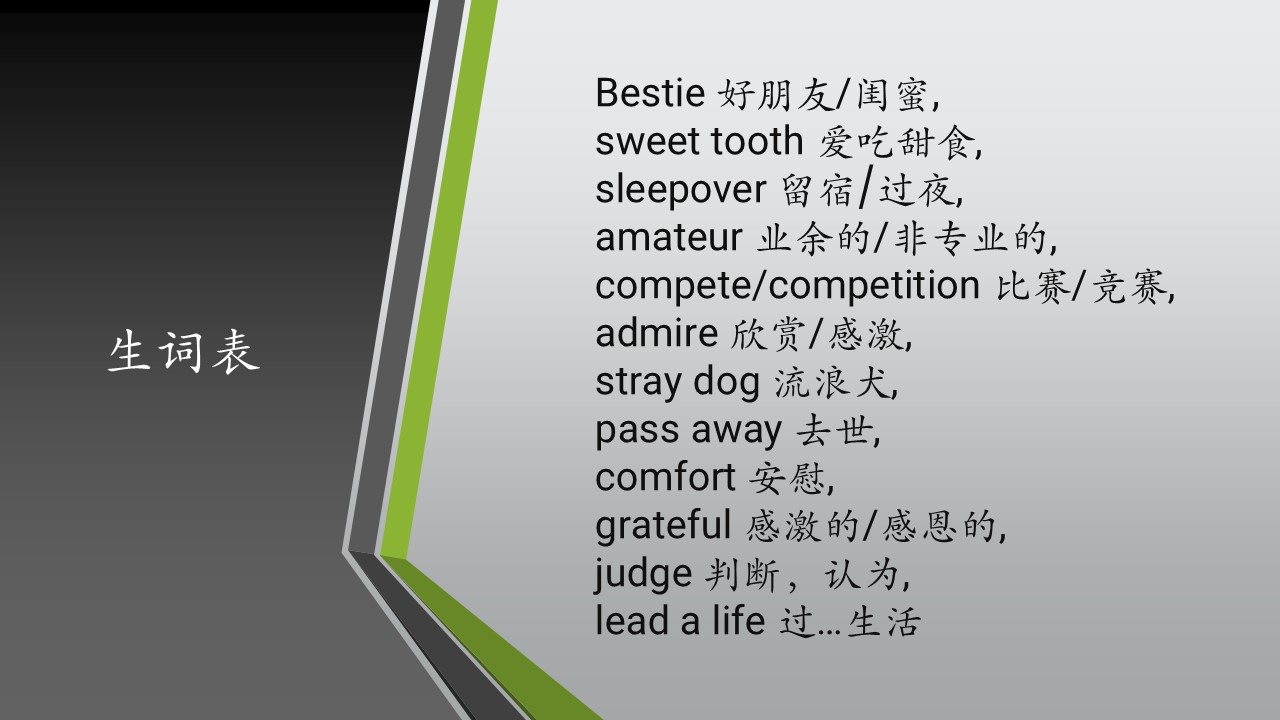 生词表
Bestie 好朋友/闺蜜,
sweet tooth 爱吃甜食,
sleepover 留宿/过夜,
amateur 业余的/非专业的,
compete/competition 比赛/竞赛,
admire 欣赏/感激,
stray dog 流浪犬,
pass away 去世,
comfort 安慰,
grateful 感激的/感恩的,
judge 判断，认为,
lead a life 过…生活